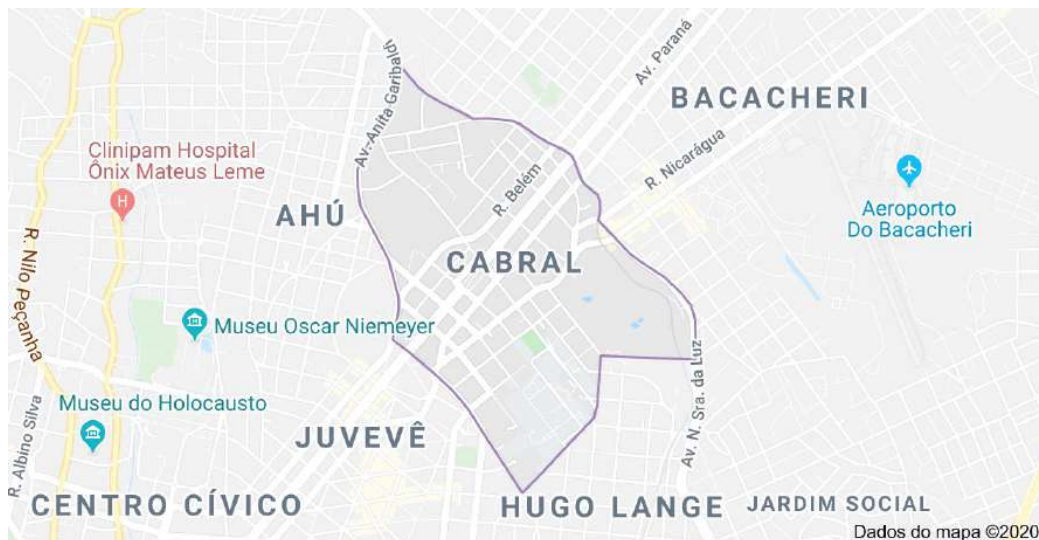 Av. Anita Garibaldi
Av. Paraná
BACACHERI
Clinipam Hospital
Ônix Mateus Leme
R. Nicarágua
R. Belém
AHÚ
Aeroporto
Do Bacacheri
R. Nilo Peçanha
CABRAL
Museu Oscar Niemeyer
Av. N. Sra. da Luz
R. Albino Silva
Museu do Holocausto
JUVEVÊ
CENTRO CÍVICO
HUGO LANGE
JARDIM SOCIAL
Dados do mapa ©2020
H